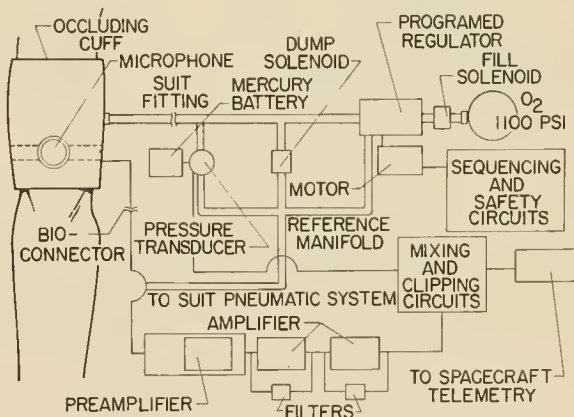 OCCLUDING
CUFF
MICROPHONE
SUIT
FITTING
MERCURY
BATTERY
DUMP
SOLENOID
PROGRAMED
REGULATOR
FILL
SOLENOID
O2
1100 PSI
MOTOR
SEQUENCING
AND
SAFETY
CIRCUITS
BIO-
CONNECTOR
PRESSURE
TRANSDUCER
REFERENCE
MANIFOLD
MIXING
AND
CLIPPING
CIRCUITS
TO SUIT PNEUMATIC SYSTEM
AMPLIFIER
PREAMPLIFIER
FILTERS
TO SPACECRAFT
TELEMETRY